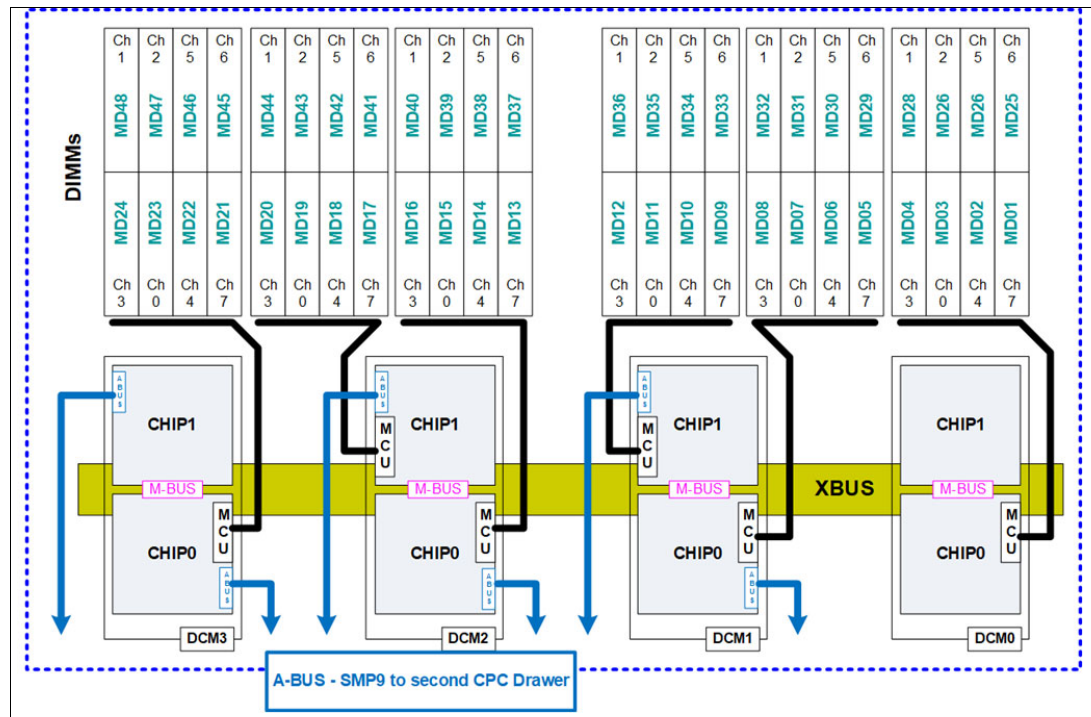 Ch 1 Ch 2 Ch 5 Ch 6 Ch 1 Ch 2 Ch 5 Ch 6 Ch 1 Ch 2 Ch 5 Ch 6 Ch 1 Ch 2 Ch 5 Ch 6 Ch 1 Ch 2 Ch 5 Ch 6 Ch 1 Ch 2 Ch 5 Ch 6
MD48 MD47 MD46 MD45 MD44 MD43 MD42 MD41 MD40 MD39 MD38 MD37 MD36 MD35 MD34 MD33 MD32 MD31 MD30 MD29 MD28 MD26 MD26 MD25
DIMMs
MD24 MD23 MD22 MD21 MD20 MD19 MD18 MD17 MD16 MD15 MD14 MD13 MD12 MD11 MD10 MD09 MD08 MD07 MD06 MD05 MD04 MD03 MD02 MD01
Ch 3 Ch 0 Ch 4 Ch 7 Ch 3 Ch 0 Ch 4 Ch 7 Ch 3 Ch 0 Ch 4 Ch 7 Ch 3 Ch 0 Ch 4 Ch 7 Ch 3 Ch 0 Ch 4 Ch 7 Ch 3 Ch 0 Ch 4 Ch 7
ABUS ABUS ABUS
CHIP1 CHIP1 CHIP1 CHIP1
MCU MCU
M-BUS M-BUS M-BUS XBUS M-BUS
MCU MCU MCU MCU
CHIP0 CHIP0 CHIP0 CHIP0
ABUS ABUS ABUS
DCM3 DCM2 DCM1 DCM0
A-BUS - SMP9 to second CPC Drawer